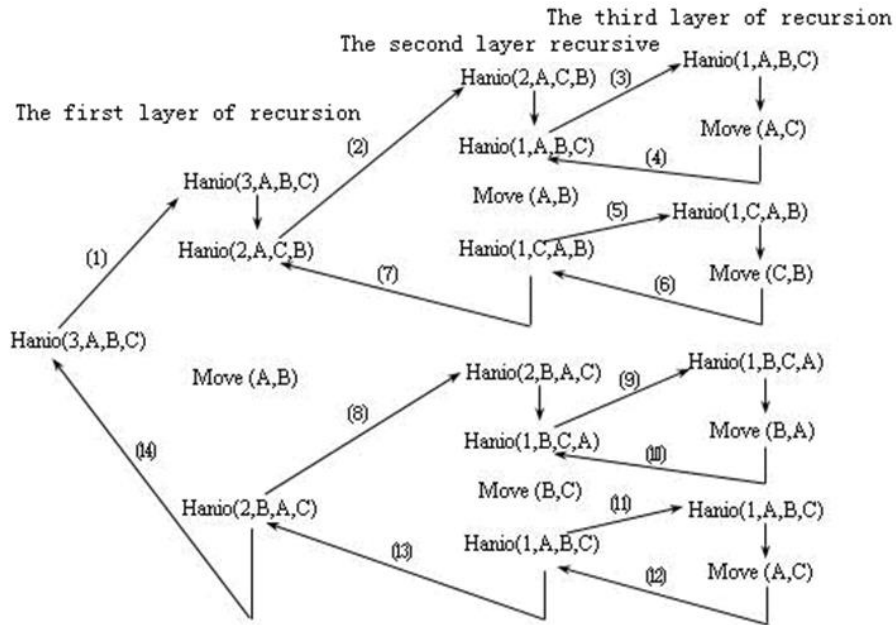 The third layer of recursion
The second layer recursive
The first layer of recursion
Hanio(3,A,B,C)
(1)
Hanio(3,A,B,C)
Hanio(2,A,C,B)
(2)
Hanio(2,A,C,B)
Hanio(1,A,B,C)
(3)
Hanio(1,A,B,C)
Move (A,C)
(4)
Move (A,B)
Hanio(1,C,A,B)
(5)
Hanio(1,C,A,B)
Move (C,B)
(6)
(7)
Move (A,B)
Hanio(2,B,A,C)
(8)
Hanio(2,B,A,C)
Hanio(1,B,C,A)
(9)
Hanio(1,B,C,A)
Move (B,A)
(10)
Move (B,C)
Hanio(1,A,B,C)
(11)
Hanio(1,A,B,C)
Move (A,C)
(12)
(13)
(14)